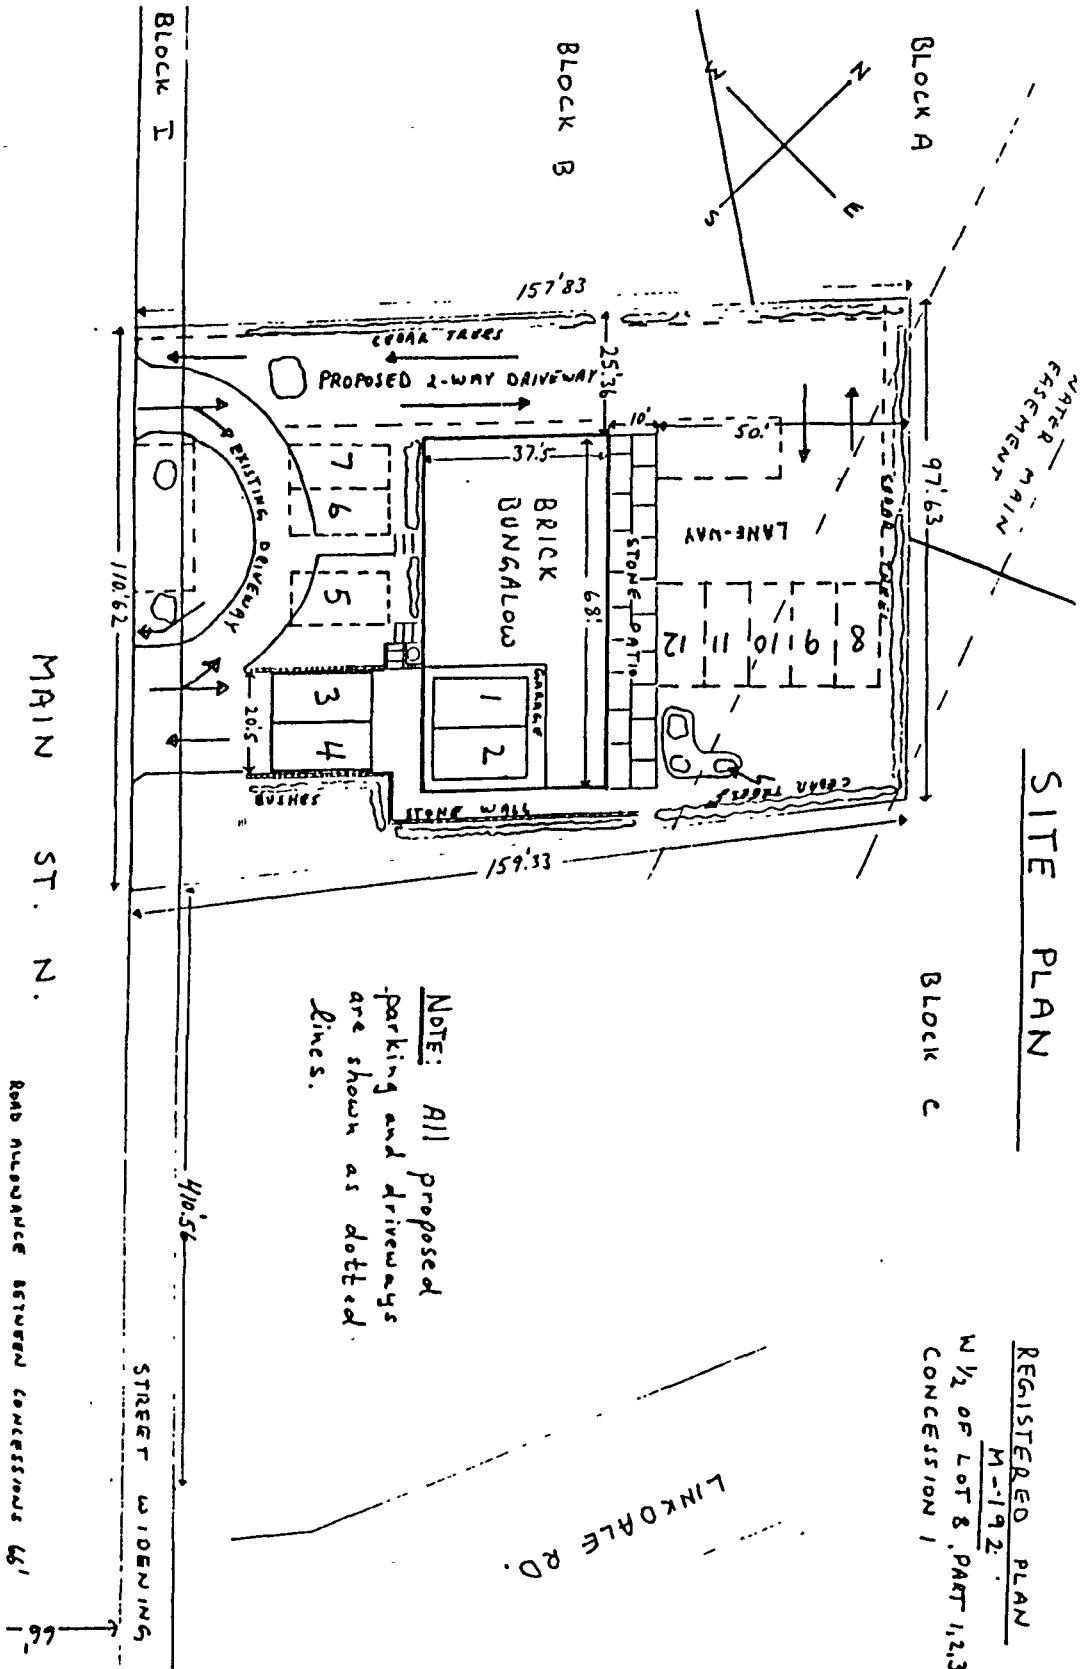 SITE PLAN
REGISTERED PLAN
M-192
W 1/2 OF LOT 8, PART 1,2,3
CONCESSION 1
WATER MAIN
EASEMENT
BLOCK A
BLOCK B
BLOCK C
BLOCK I
N
E
S
W
97'.63
157'83
159'.33
110'.62
410'.56
CEDAR TREES
CEDAR TREES
CEDAR TREES
25'.36
10'
50'
LANE-WAY
8
9
10
11
12
STONE PATIO
68'
37'.5
BRICK
BUNGALOW
GARAGE
1
2
STONE WALL
PROPOSED 2-WAY DRIVEWAY
7
6
5
3
4
20'.5
BUSHES
EXISTING DRIVEWAY
NOTE: All proposed
parking and driveways
are shown as dotted
lines.
LINKDALE RD.
STREET WIDENING
MAIN ST. N.
ROAD ALLOWANCE BETWEEN CONCESSIONS 66'
66'